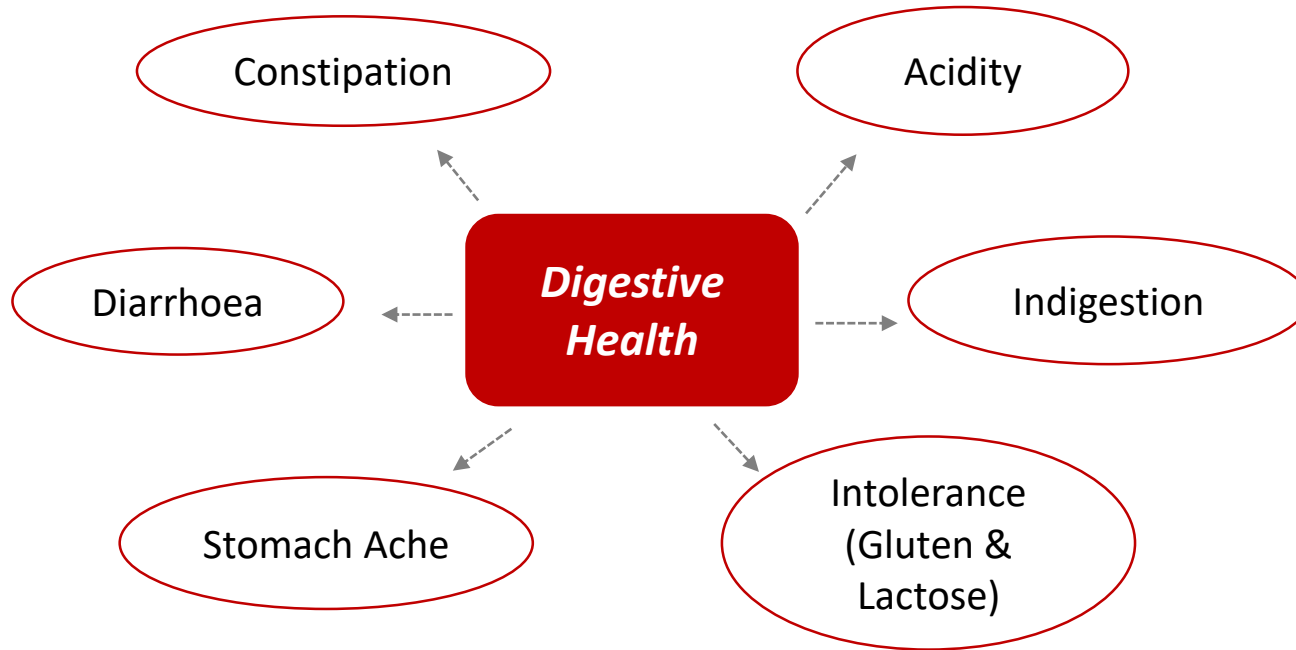 Constipation
Acidity
Digestive
Health
Diarrhoea
Indigestion
Stomach Ache
Intolerance
(Gluten &
Lactose)